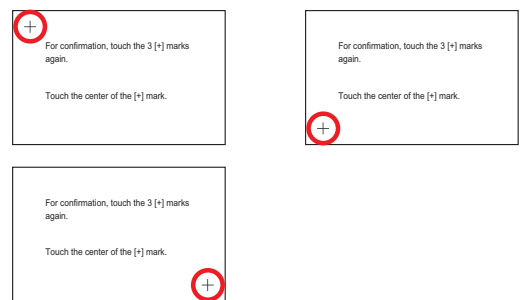 +
For confirmation, touch the 3 [+] marks
again.
Touch the center of the [+] mark.
For confirmation, touch the 3 [+] marks
again.
Touch the center of the [+] mark.
+
For confirmation, touch the 3 [+] marks
again.
Touch the center of the [+] mark.
+